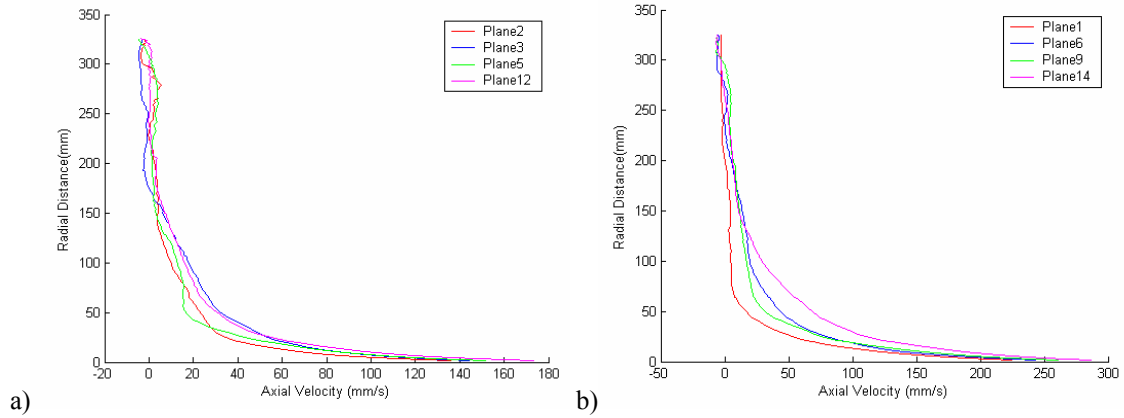 350
300
250
200
150
100
50
0
Radial Distance(mm)
-20 0 20 40 60 80 100 120 140 160 180
Axial Velocity (mm/s)
Plane2
Plane3
Plane5
Plane12
a)
350
300
250
200
150
100
50
0
Radial Distance(mm)
-50 0 50 100 150 200 250 300
Axial Velocity (mm/s)
Plane1
Plane6
Plane9
Plane14
b)